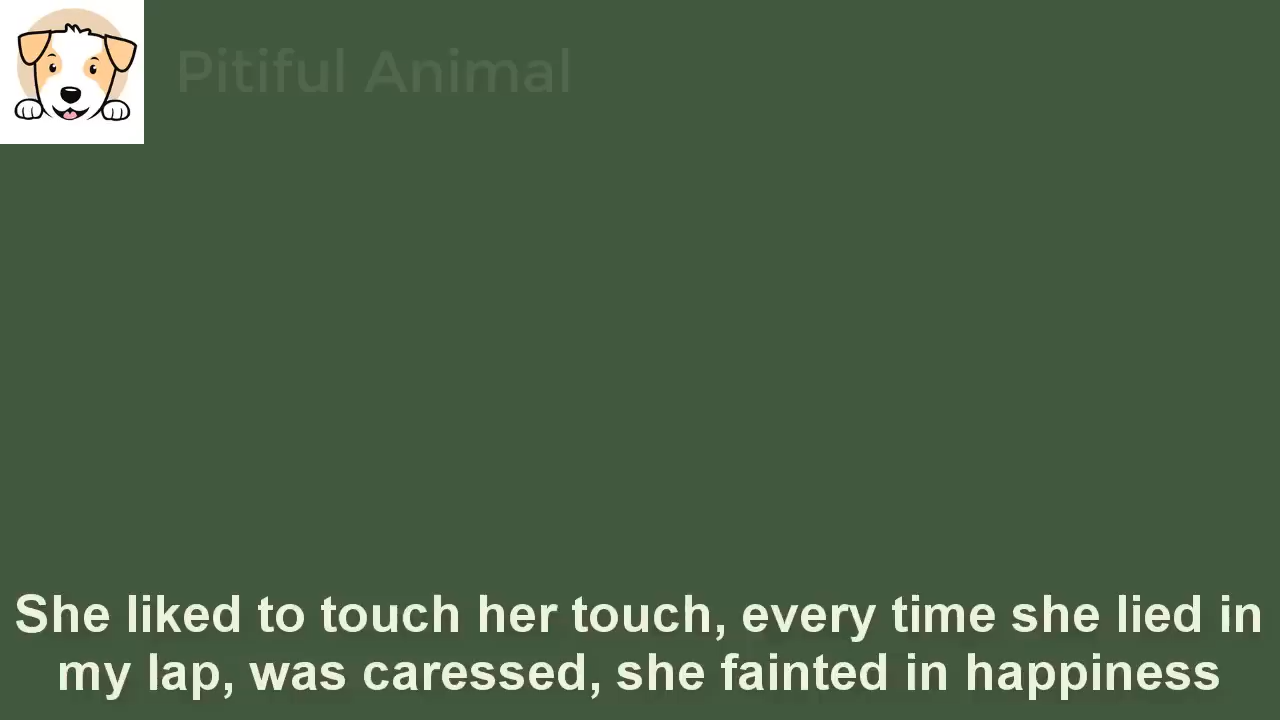 Pitiful Animal
She liked to touch her touch, every time she lied in
my lap, was caressed, she fainted in happiness